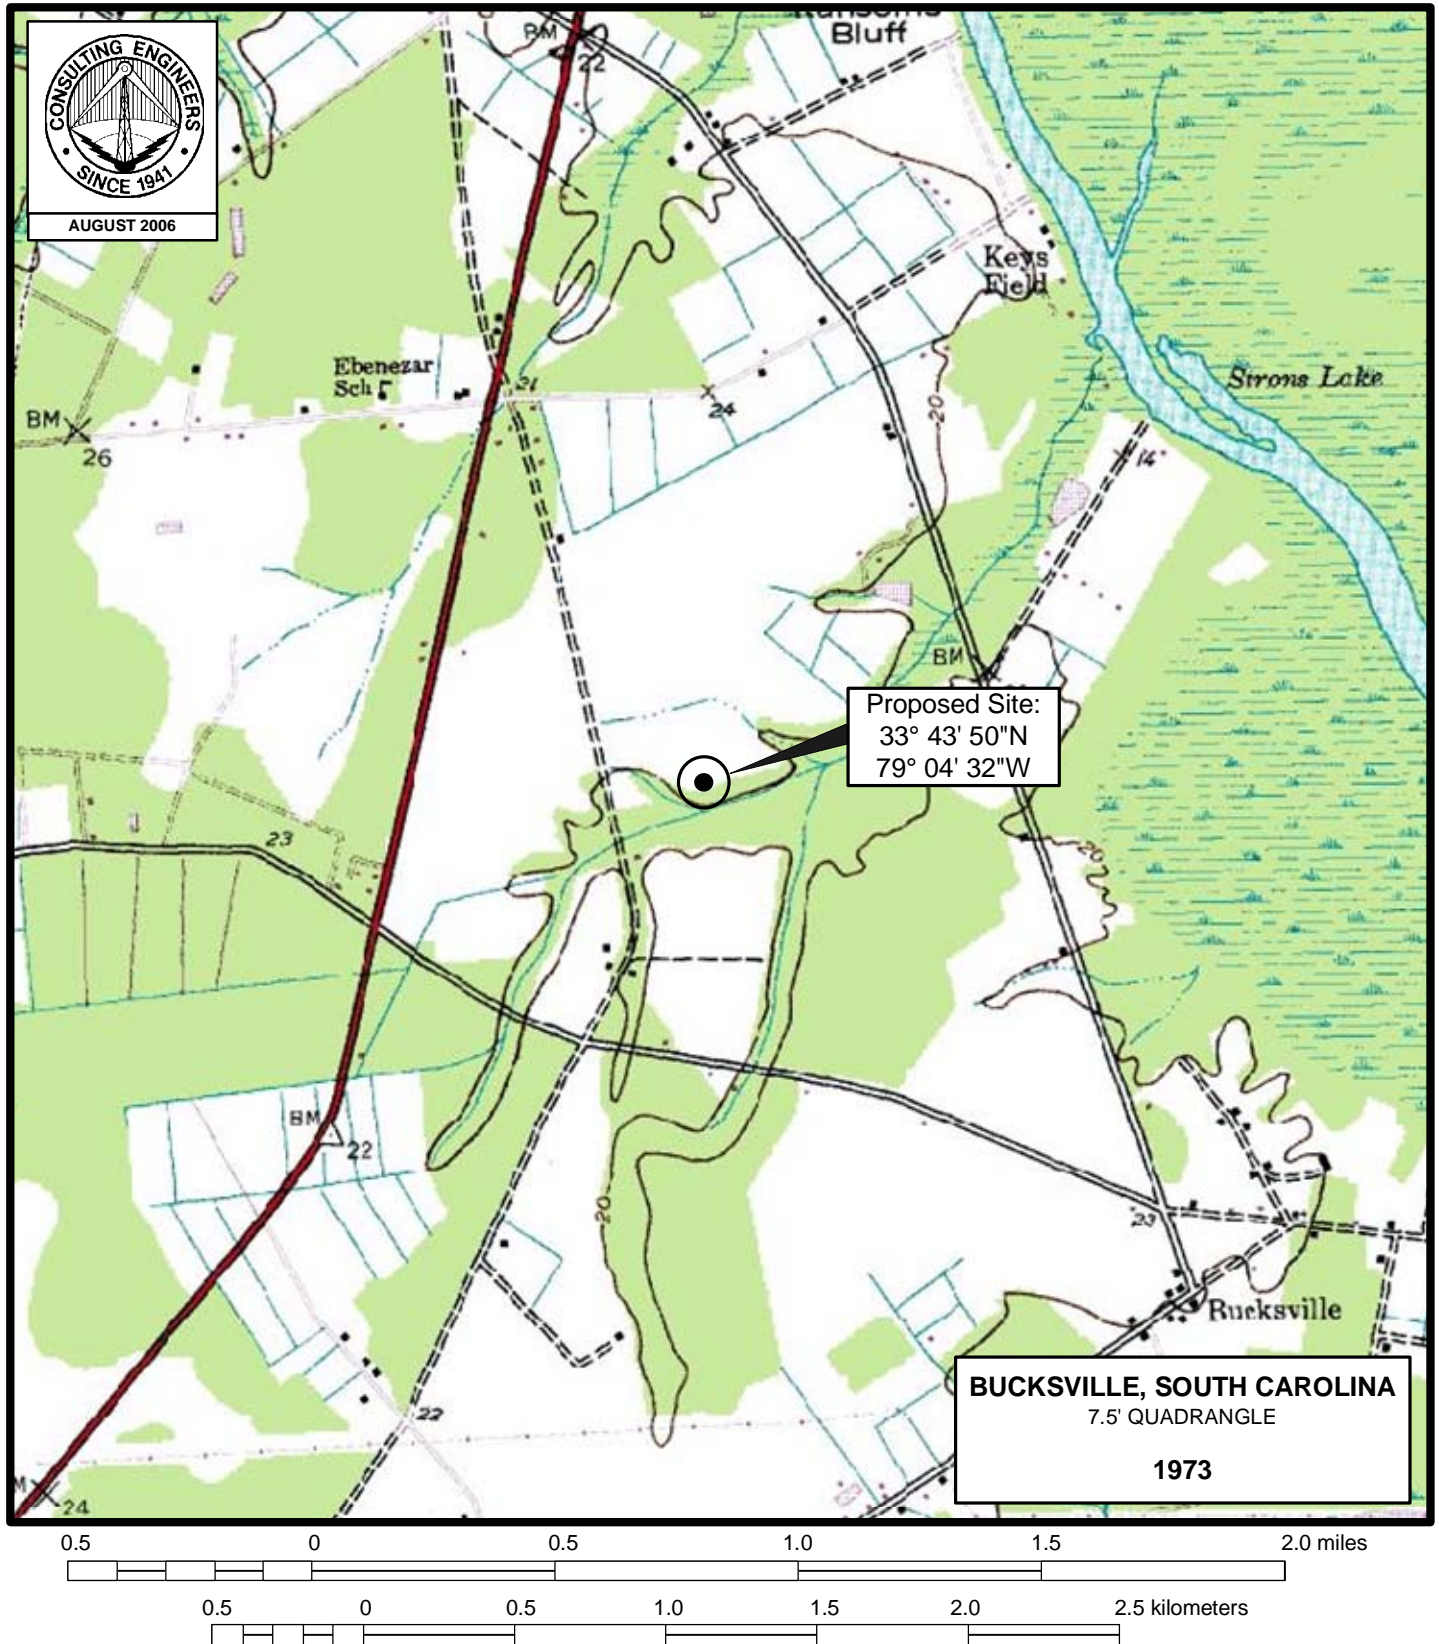 CONSULTING ENGINEERS
SINCE 1941
AUGUST 2006
BM
22
Bluff
Keys
Field
Ebenezar
Sch
21
24
20
BM
26
Sirons Lake
14
BM
Proposed Site:
33° 43' 50"N
79° 04' 32"W
23
20
BM
22
20
23
Bucksville
22
24
BUCKSVILLE, SOUTH CAROLINA
7.5' QUADRANGLE
1973
0.5 0 0.5 1.0 1.5 2.0 miles
0.5 0 0.5 1.0 1.5 2.0 2.5 kilometers